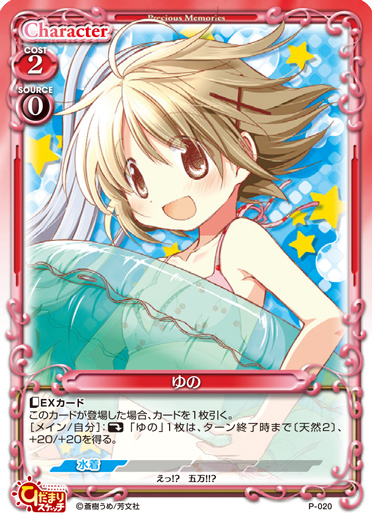 Precious Memories
Character
COST
2
SOURCE
0
ゆの
EXカード
このカードが登場した場合、カードを1枚引く。
[メイン/自分]: 「ゆの」1枚は、ターン終了時まで[天然2]、
+20/+20を得る。
水着
えっ!? 五万!!?
ひだまりスケッチ
©蒼樹うめ/芳文社
P-020